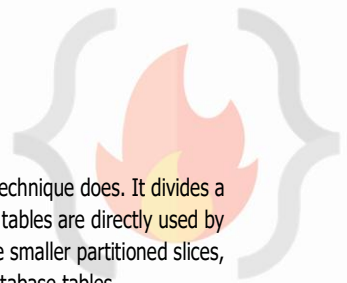 echnique does. It divides a
tables are directly used by
e smaller partitioned slices,
tabase tables